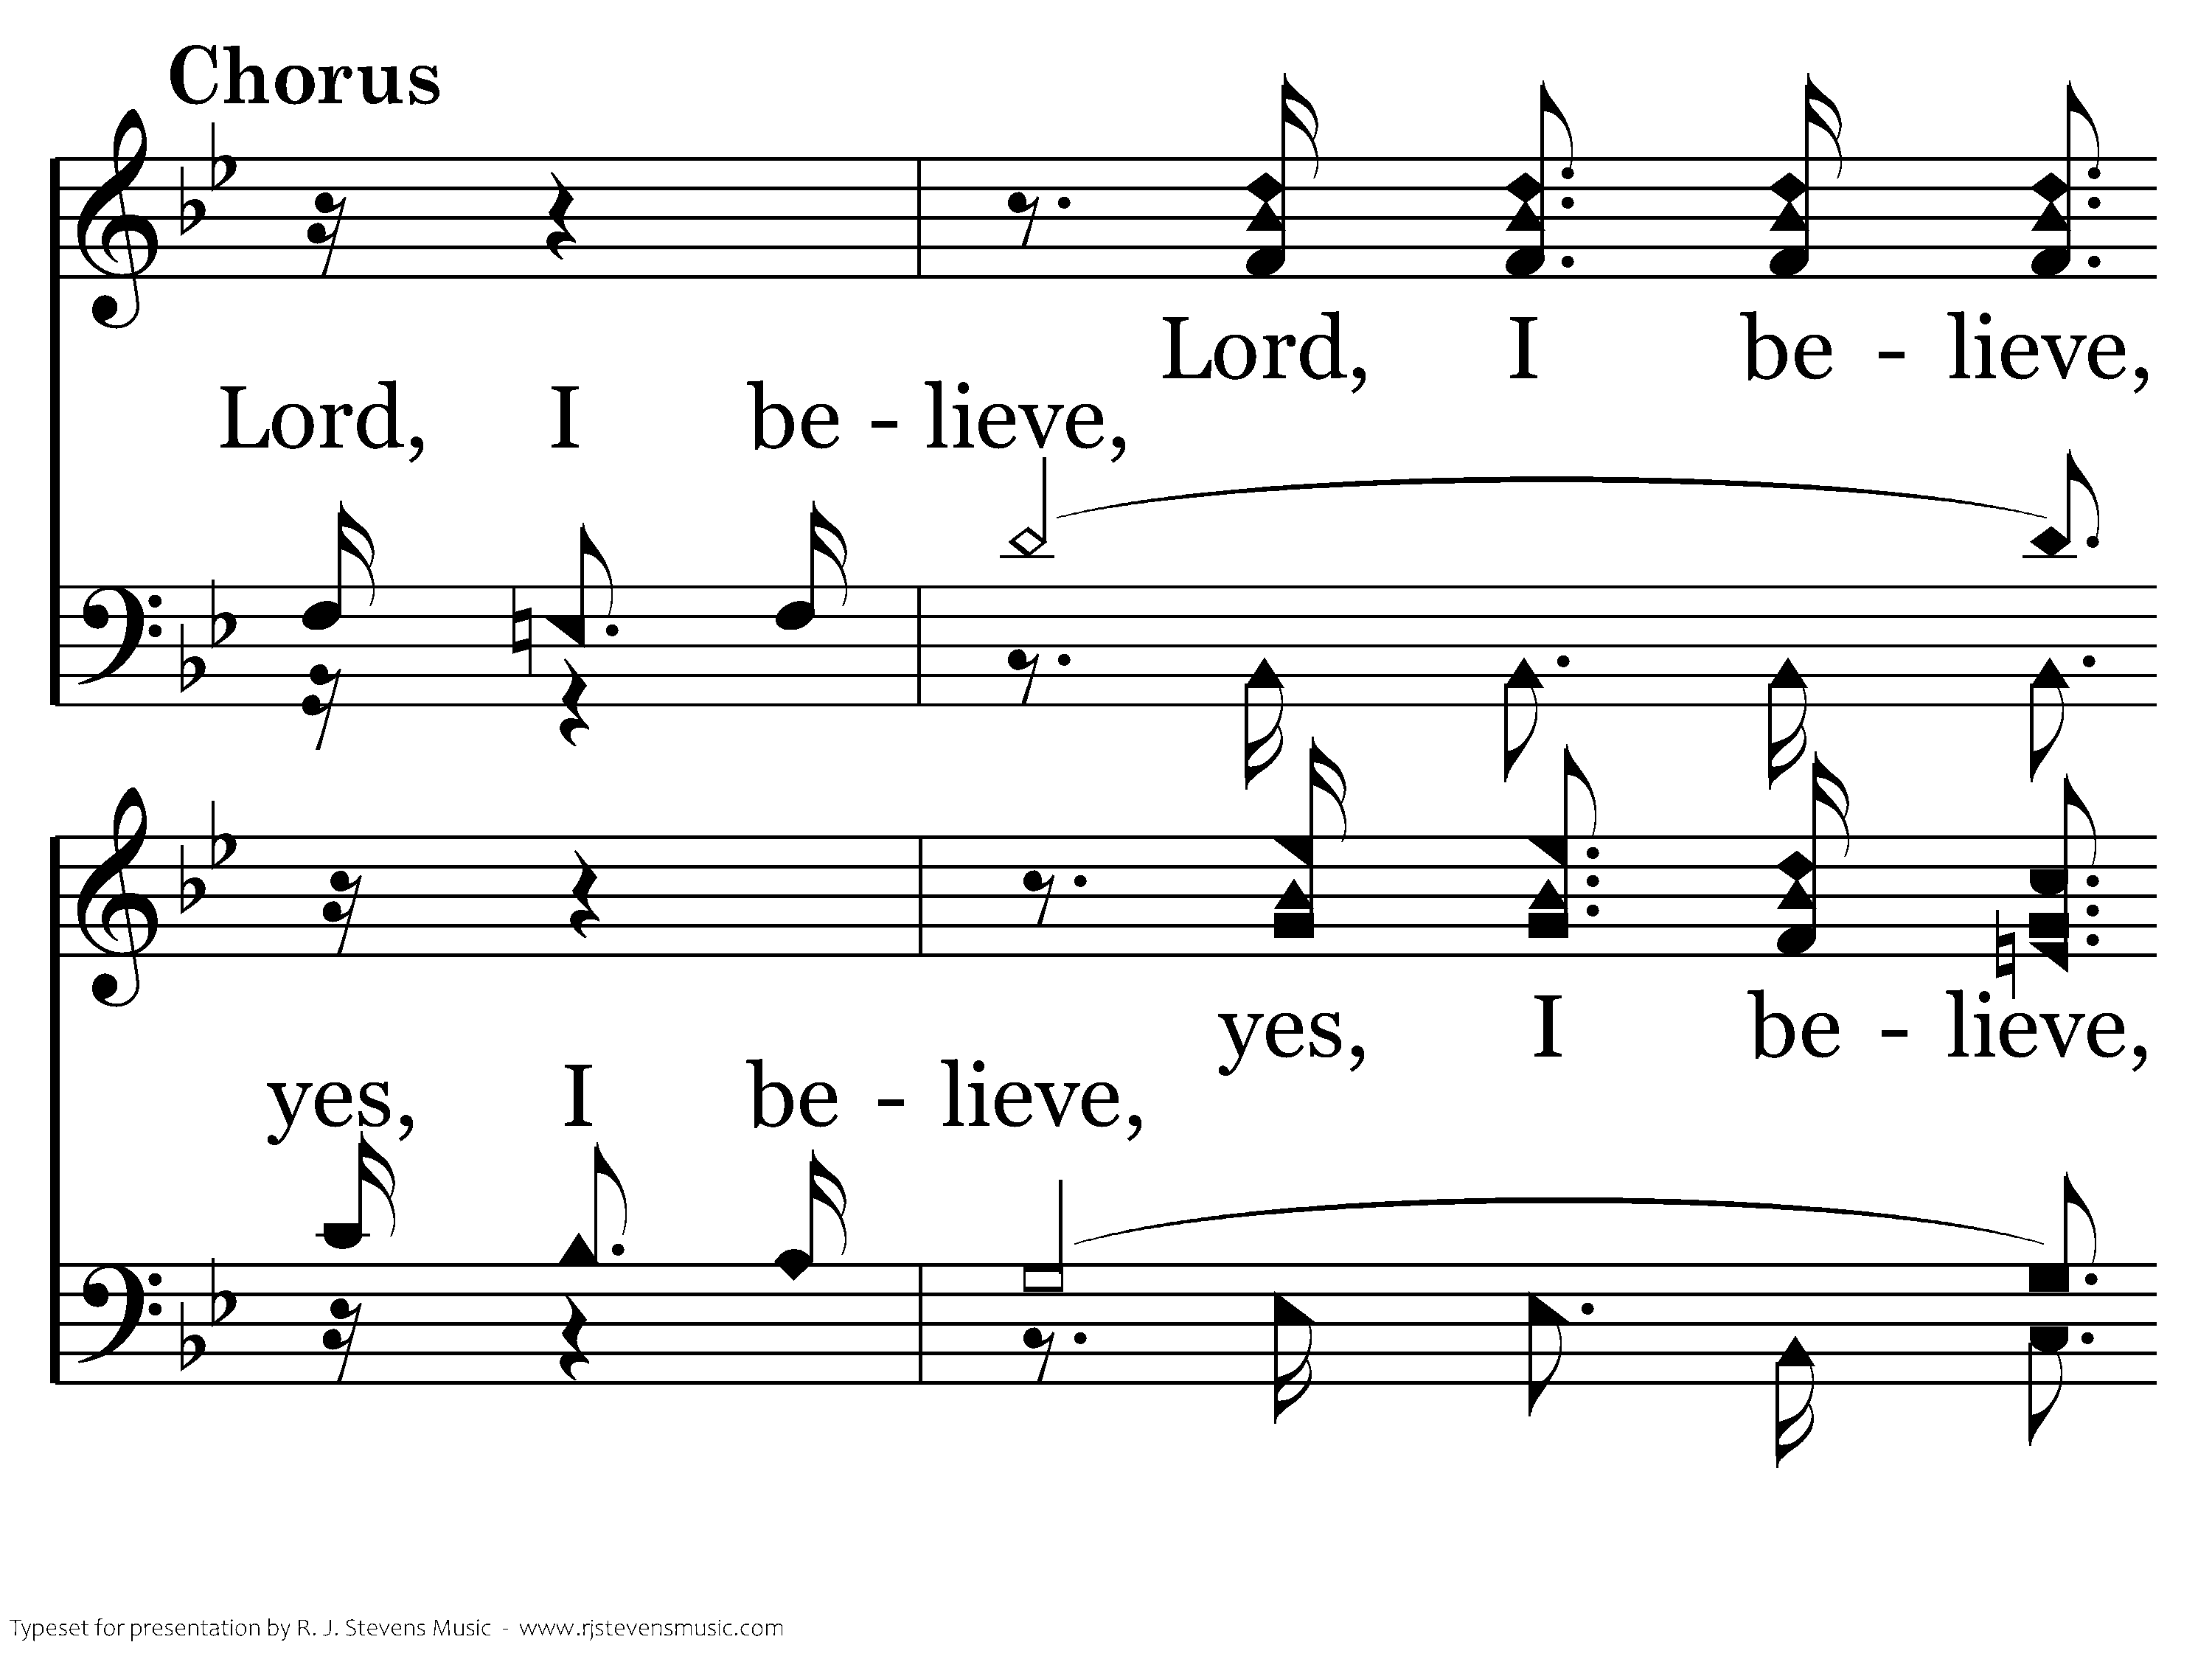 Chorus
Lord, I be - lieve,
Lord, I be - lieve,
yes, I be - lieve,
yes, I be - lieve,
Typeset for presentation by R. J. Stevens Music - www.rjstevensmusic.com